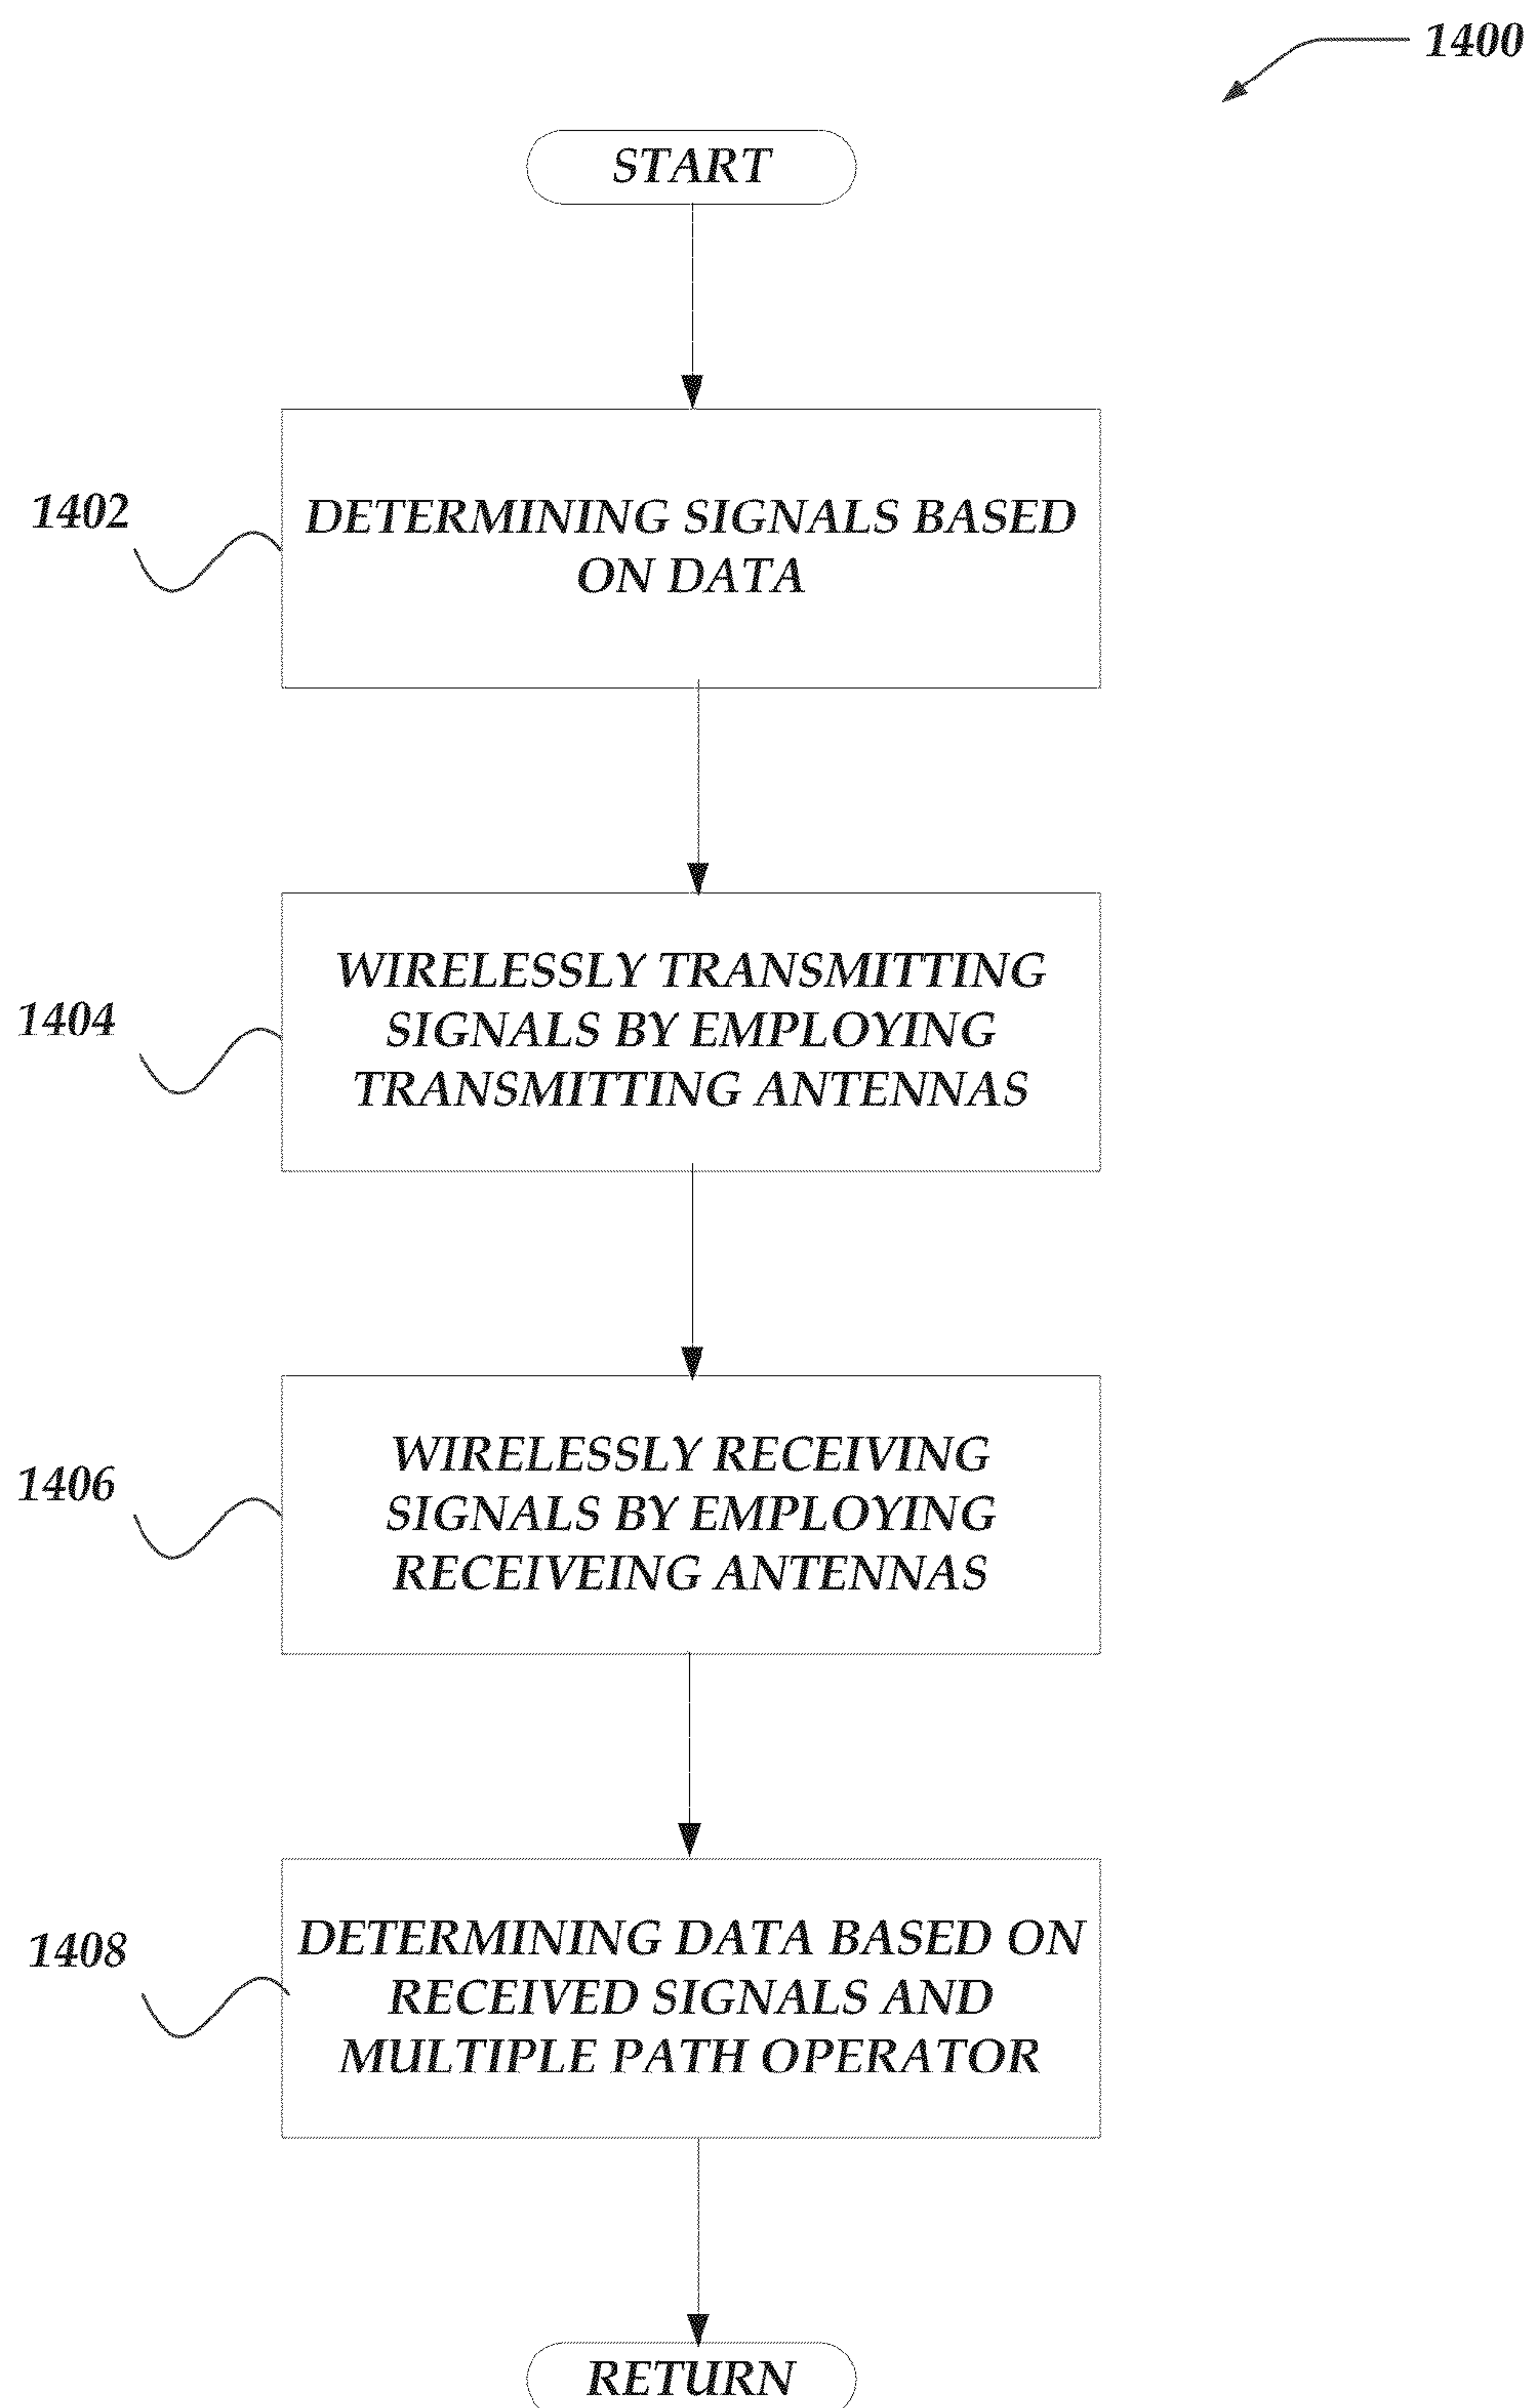 1400
START
1402
DETERMINING SIGNALS BASED
ON DATA
1404
WIRELESSLY TRANSMITTING
SIGNALS BY EMPLOYING
TRANSMITTING ANTENNAS
1406
WIRELESSLY RECEIVING
SIGNALS BY EMPLOYING
RECEIVEING ANTENNAS
1408
DETERMINING DATA BASED ON
RECEIVED SIGNALS AND
MULTIPLE PATH OPERATOR
RETURN